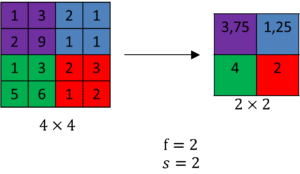 1 3 2 1
2 9 1 1
1 3 2 3
5 6 1 2
4 × 4
3,75 1,25
4 2
2 × 2
f = 2
s = 2